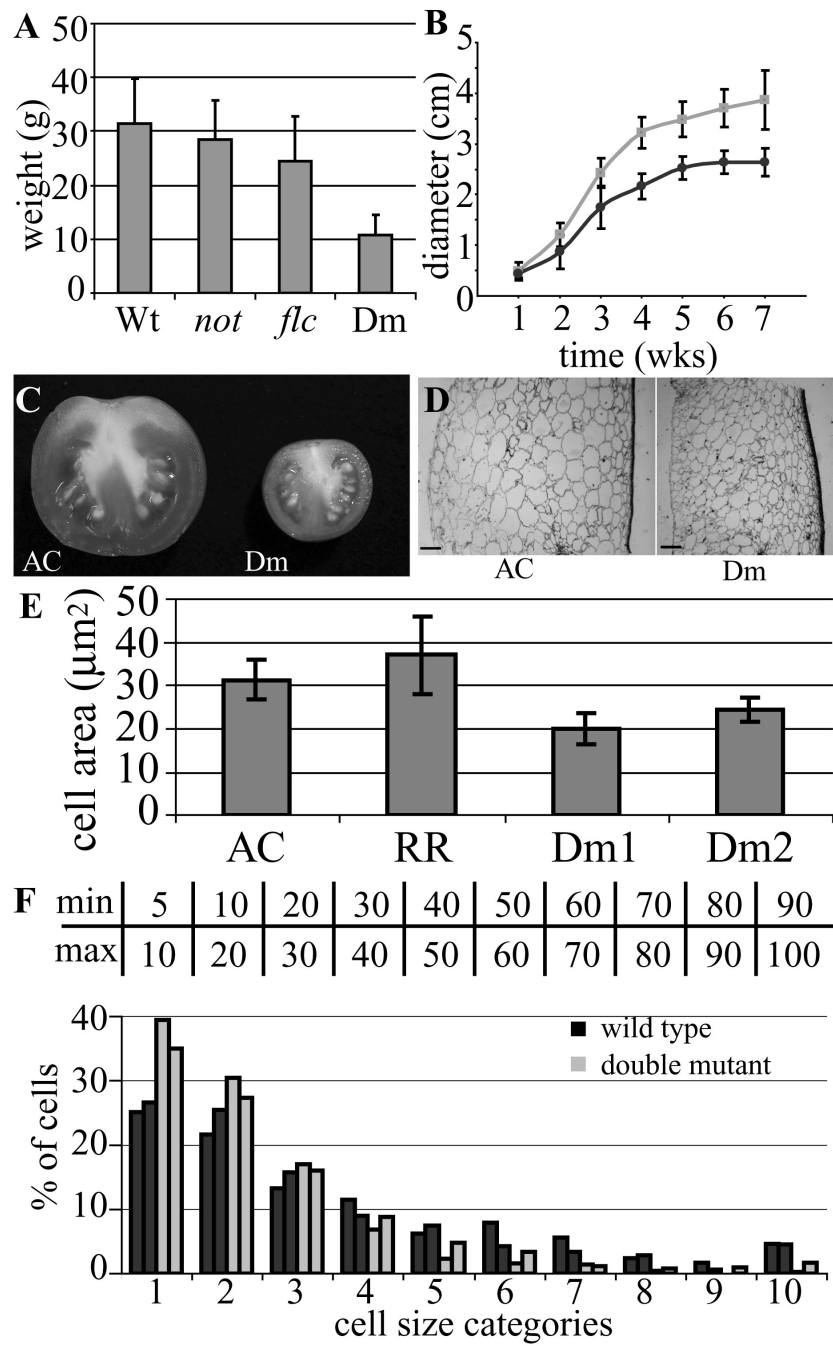 A
50
40
30
20
10
0
weight (g)
Wt not flc Dm
B
5
4
3
2
1
0
diameter (cm)
1 2 3 4 5 6 7
time (wks)
C
AC Dm
D
AC Dm
E
50
40
30
20
10
0
cell area (μm²)
AC RR Dm1 Dm2
F
min 5 10 20 30 40 50 60 70 80 90
max 10 20 30 40 50 60 70 80 90 100
40
30
20
10
0
% of cells
wild type
double mutant
1 2 3 4 5 6 7 8 9 10
cell size categories